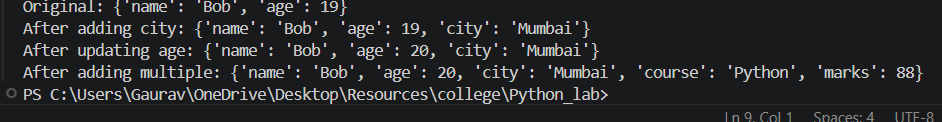 Original: {'name': 'Bob', 'age': 19}
After adding city: {'name': 'Bob', 'age': 19, 'city': 'Mumbai'}
After updating age: {'name': 'Bob', 'age': 20, 'city': 'Mumbai'}
After adding multiple: {'name': 'Bob', 'age': 20, 'city': 'Mumbai', 'course': 'Python', 'marks': 88}
PS C:\Users\Gaurav\OneDrive\Desktop\Resources\college\Python_lab>
Ln 9, Col 1 Spaces: 4 UTF-8